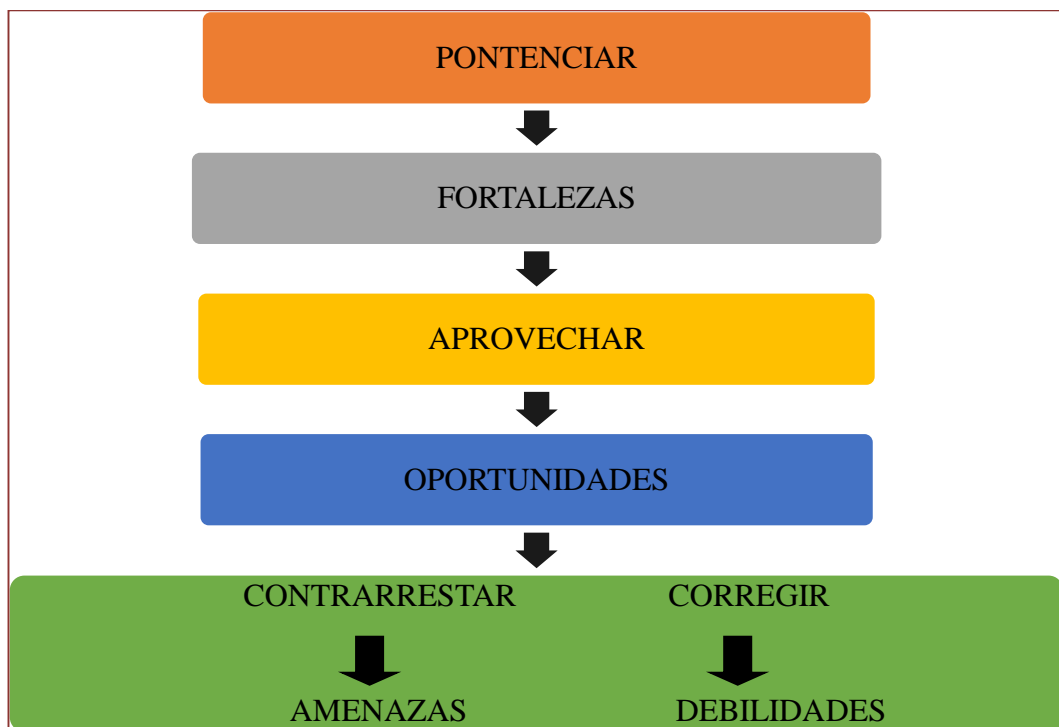 PONTENCIAR
FORTALEZAS
APROVECHAR
OPORTUNIDADES
CONTRARRESTAR CORREGIR
AMENAZAS DEBILIDADES